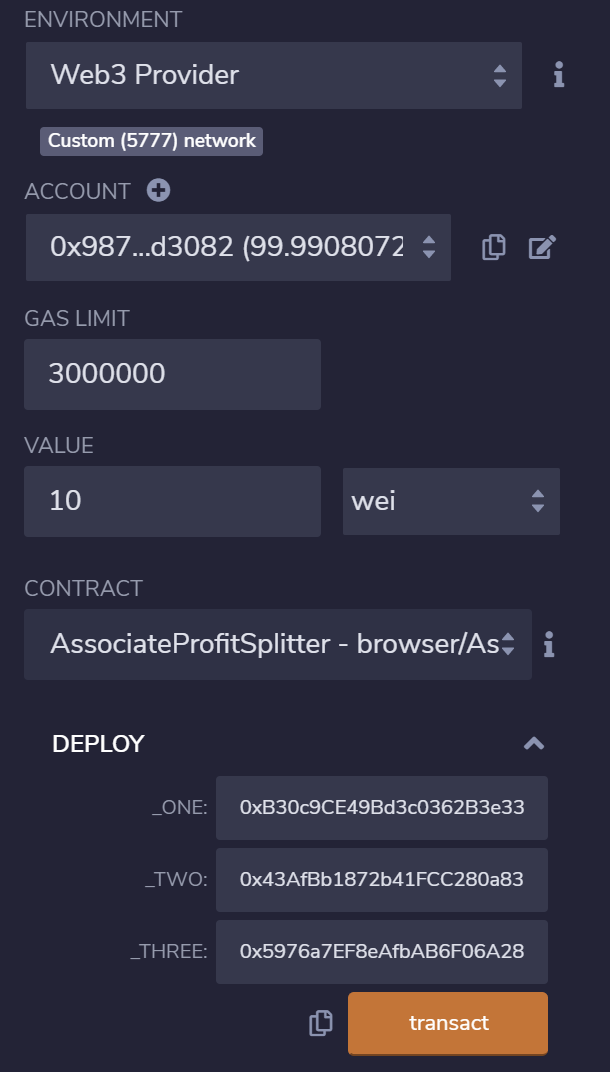 ENVIRONMENT
Web3 Provider
Custom (5777) network
ACCOUNT
0x987...d3082 (99.9908072
GAS LIMIT
3000000
VALUE
10 wei
CONTRACT
AssociateProfitSplitter - browser/As
DEPLOY
_ONE: 0xB30c9CE49Bd3c0362B3e33
_TWO: 0x43AfBb1872b41FCC280a83
_THREE: 0x5976a7EF8eAfbAB6F06A28
transact